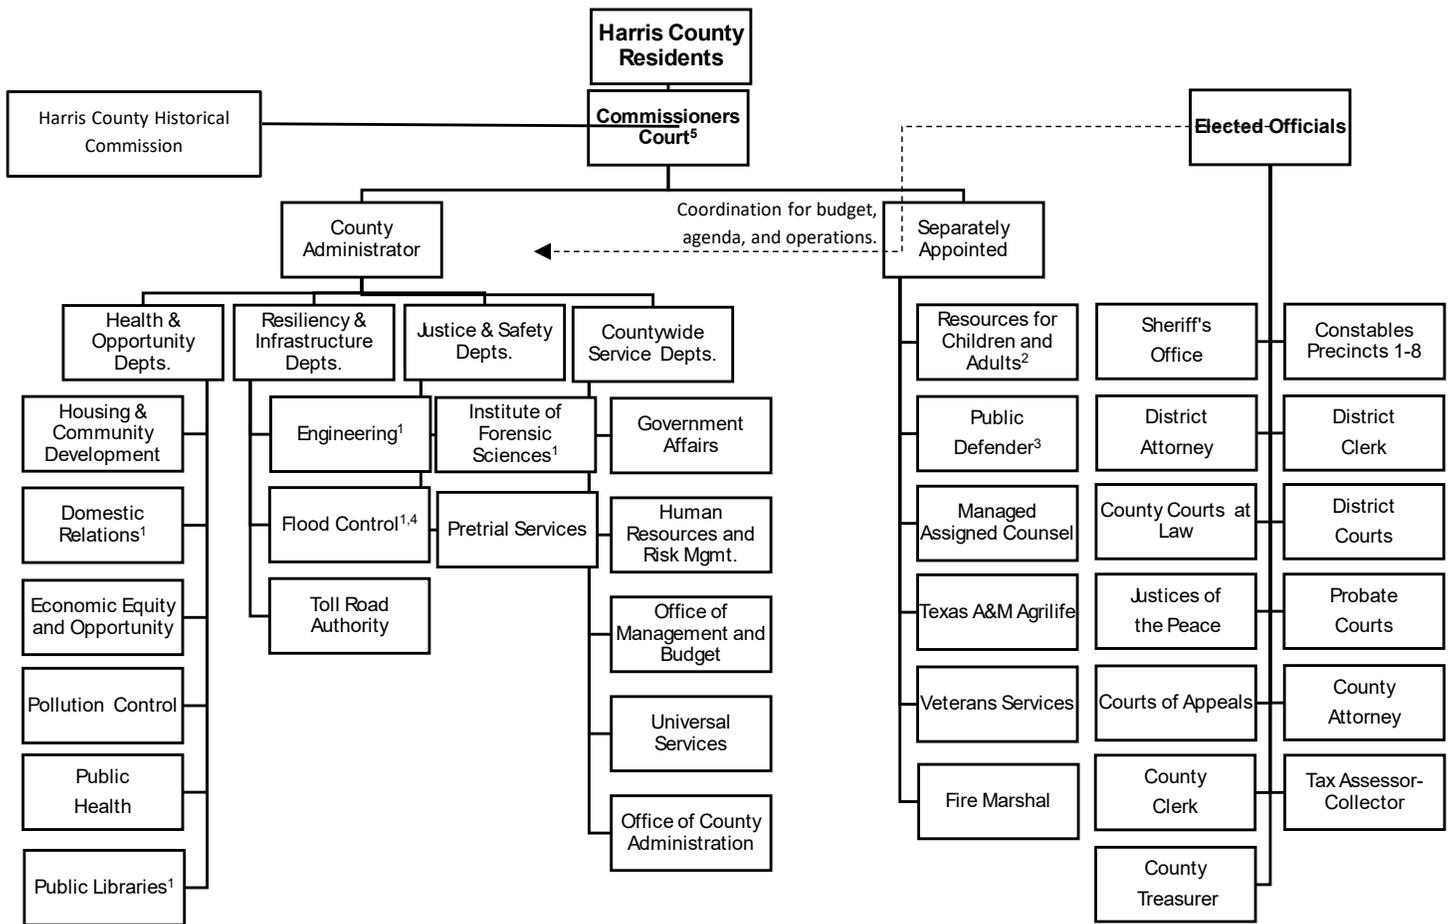 Harris County
Residents
Harris County Historical
Commission
Commissioners
Court⁵
Elected Officials
Coordination for budget,
agenda, and operations.
County
Administrator
Separately
Appointed
Health &
Opportunity
Depts.
Resiliency &
Infrastructure
Depts.
Justice & Safety
Depts.
Countywide
Service Depts.
Housing &
Community
Development
Domestic
Relations¹
Economic Equity
and Opportunity
Pollution Control
Public
Health
Public Libraries¹
Engineering¹
Flood Control¹,⁴
Toll Road
Authority
Institute of
Forensic
Sciences¹
Pretrial Services
Government
Affairs
Human
Resources and
Risk Mgmt.
Office of
Management and
Budget
Universal
Services
Office of County
Administration
Resources for
Children and
Adults²
Public
Defender³
Managed
Assigned Counsel
Texas A&M Agrilife
Veterans Services
Fire Marshal
Sheriff's
Office
District
Attorney
County Courts at
Law
Justices of
the Peace
Courts of Appeals
County
Clerk
County
Treasurer
Constables
Precincts 1-8
District
Clerk
District
Courts
Probate
Courts
County
Attorney
Tax Assessor-
Collector